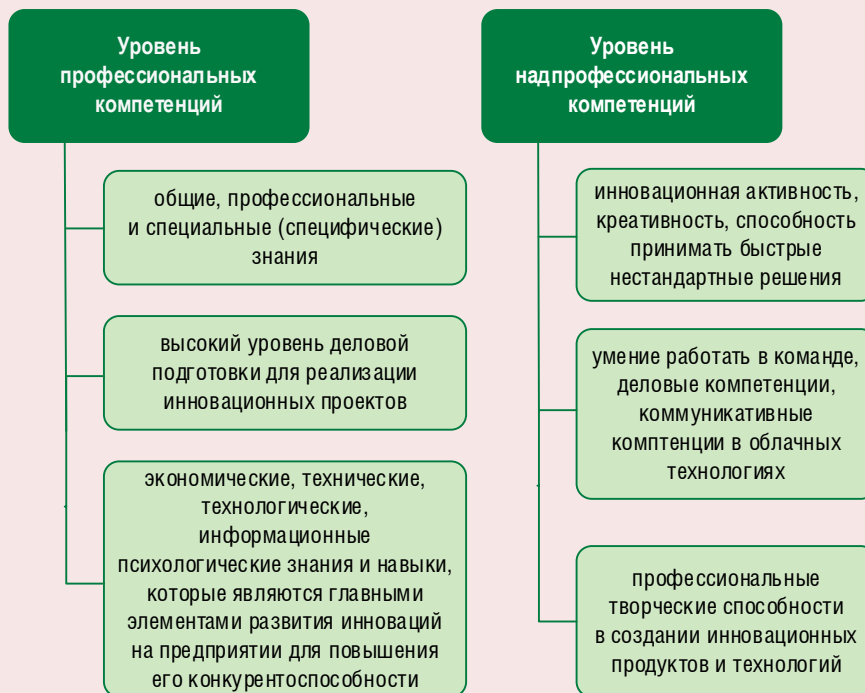 Уровень
профессиональных
компетенций
общие, профессиональные
и специальные (специфические)
знания
высокий уровень деловой
подготовки для реализации
инновационных проектов
экономические, технические,
технологические,
информационные
психологические знания и навыки,
которые являются главными
элементами развития инноваций
на предприятии для повышения
его конкурентоспособности
Уровень
надпрофессиональных
компетенций
инновационная активность,
креативность, способность
принимать быстрые
нестандартные решения
умение работать в команде,
деловые компетенции,
коммуникативные
комптенции в облачных
технологиях
профессиональные
творческие способности
в создании инновационных
продуктов и технологий